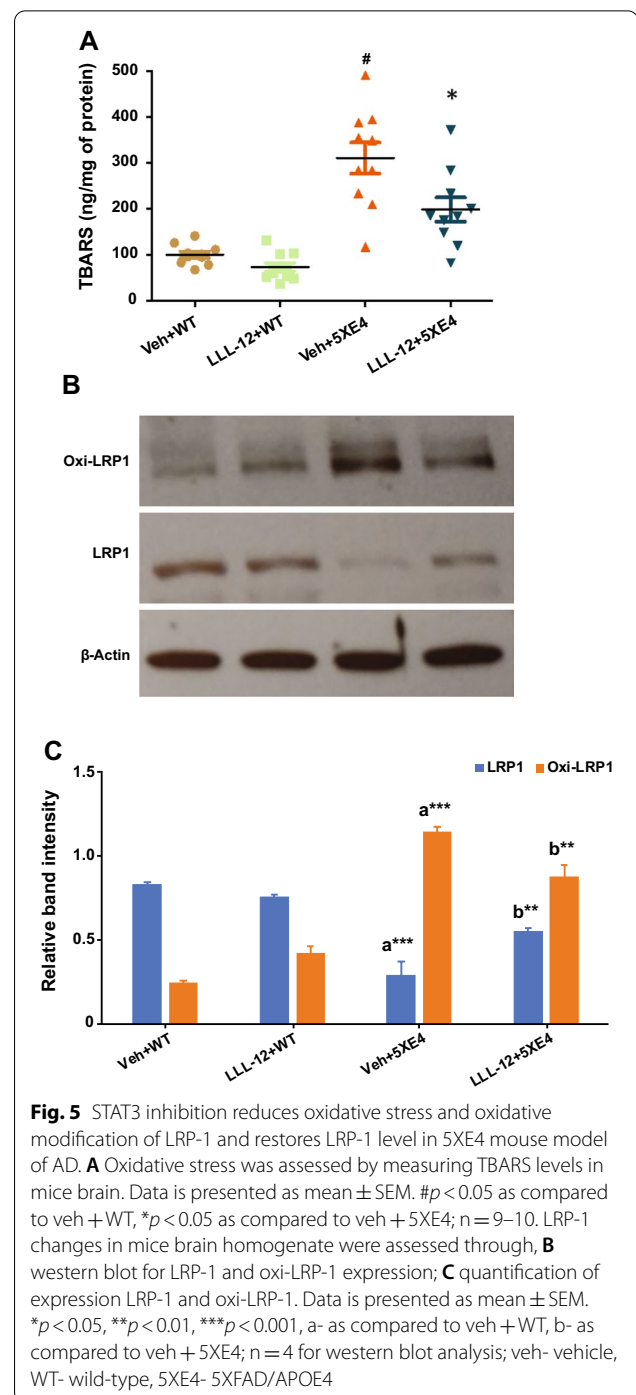 A
#
*
500
400
300
200
100
0
TBARS (ng/mg of protein)
Veh+WT
LLL-12+WT
Veh+5XE4
LLL-12+5XE4
B
Oxi-LRP1
LRP1
β-Actin
C
LRP1 Oxi-LRP1
1.5
1.0
0.5
0
Relative band intensity
a***
a***
b**
b**
Veh+WT
LLL-12+WT
Veh+5XE4
LLL-12+5XE4
Fig. 5 STAT3 inhibition reduces oxidative stress and oxidative
modification of LRP-1 and restores LRP-1 level in 5XE4 mouse model
of AD. A Oxidative stress was assessed by measuring TBARS levels in
mice brain. Data is presented as mean ± SEM. #p < 0.05 as compared
to veh + WT, *p < 0.05 as compared to veh + 5XE4; n = 9–10. LRP-1
changes in mice brain homogenate were assessed through, B
western blot for LRP-1 and oxi-LRP-1 expression; C quantification of
expression LRP-1 and oxi-LRP-1. Data is presented as mean ± SEM.
*p < 0.05, **p < 0.01, ***p < 0.001, a- as compared to veh + WT, b- as
compared to veh + 5XE4; n = 4 for western blot analysis; veh- vehicle,
WT- wild-type, 5XE4- 5XFAD/APOE4